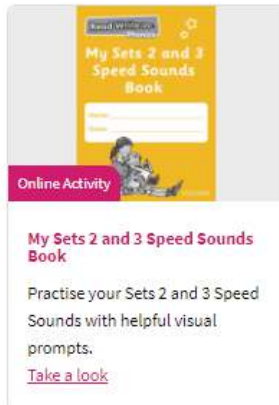 Read Write Inc.
Phonics
My Sets 2 and 3
Speed Sounds
Book
Name
Online Activity
My Sets 2 and 3 Speed Sounds
Book
Practise your Sets 2 and 3 Speed
Sounds with helpful visual
prompts.
Take a look